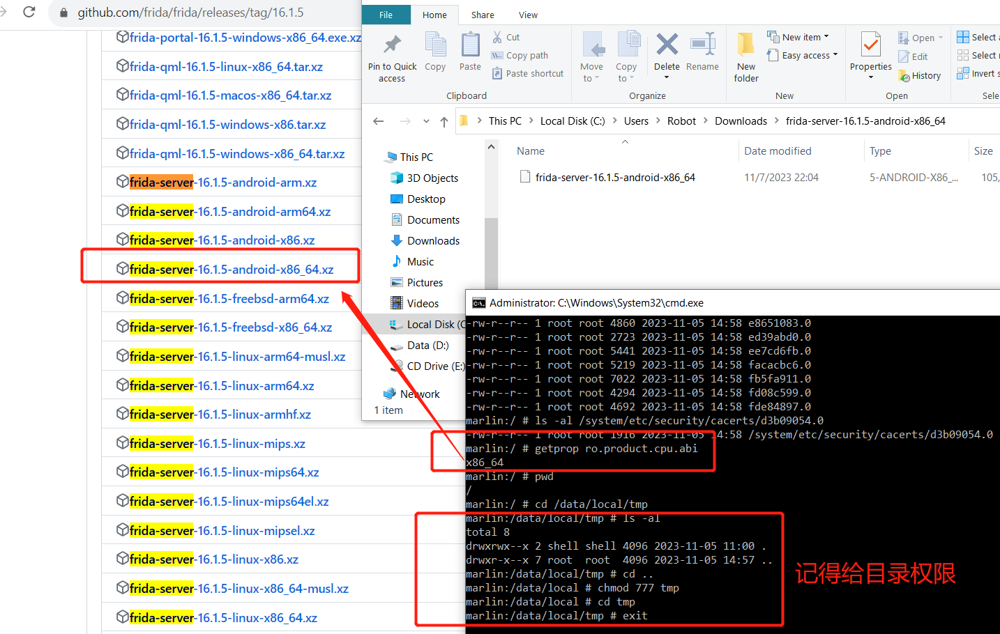 github.com/frida/frida/releases/tag/16.1.5
frida-portal-16.1.5-windows-x86_64.exe.xz
frida-qml-16.1.5-linux-x86_64.tar.xz
frida-qml-16.1.5-macos-x86_64.tar.xz
frida-qml-16.1.5-windows-x86.tar.xz
frida-qml-16.1.5-windows-x86_64.tar.xz
frida-server-16.1.5-android-arm.xz
frida-server-16.1.5-android-arm64.xz
frida-server-16.1.5-android-x86.xz
frida-server-16.1.5-android-x86_64.xz
frida-server-16.1.5-freebsd-arm64.xz
frida-server-16.1.5-freebsd-x86_64.xz
frida-server-16.1.5-linux-arm64-musl.xz
frida-server-16.1.5-linux-arm64.xz
frida-server-16.1.5-linux-armhf.xz
frida-server-16.1.5-linux-mips.xz
frida-server-16.1.5-linux-mips64.xz
frida-server-16.1.5-linux-mips64el.xz
frida-server-16.1.5-linux-mipsel.xz
frida-server-16.1.5-linux-x86.xz
frida-server-16.1.5-linux-x86_64-musl.xz
frida-server-16.1.5-linux-x86_64.xz
File Home Share View
Pin to Quick access
Copy
Paste
Cut
Copy path
Paste shortcut
Clipboard
Move to
Copy to
Delete
Rename
Organize
New folder
New item
Easy access
New
Properties
Open
Edit
History
Open
Select a
Select n
Invert s
Sele
This PC > Local Disk (C:) > Users > Robot > Downloads > frida-server-16.1.5-android-x86_64
Name Date modified Type Size
frida-server-16.1.5-android-x86_64 11/7/2023 22:04 5-ANDROID-X86_... 105,
This PC
3D Objects
Desktop
Documents
Downloads
Music
Pictures
Videos
Local Disk (C
Data (D:)
CD Drive (E:)
Network
1 item
Administrator: C:\Windows\System32\cmd.exe
-rw-r--r-- 1 root root 4860 2023-11-05 14:58 e8651083.0
-rw-r--r-- 1 root root 2723 2023-11-05 14:58 ed39abd0.0
-rw-r--r-- 1 root root 5441 2023-11-05 14:58 ee7cd6fb.0
-rw-r--r-- 1 root root 5219 2023-11-05 14:58 facacbc6.0
-rw-r--r-- 1 root root 7022 2023-11-05 14:58 fb5fa911.0
-rw-r--r-- 1 root root 4294 2023-11-05 14:58 fd08c599.0
-rw-r--r-- 1 root root 4692 2023-11-05 14:58 fde84897.0
marlin:/ # ls -al /system/etc/security/cacerts/d3b09054.0
-rw-r--r-- 1 root root 1916 2023-11-05 14:58 /system/etc/security/cacerts/d3b09054.0
marlin:/ # getprop ro.product.cpu.abi
x86_64
marlin:/ # pwd
/
marlin:/ # cd /data/local/tmp
marlin:/data/local/tmp # ls -al
total 8
drwxrwx--x 2 shell shell 4096 2023-11-05 11:00 .
drwxr-x--x 7 root  root  4096 2023-11-05 14:57 ..
marlin:/data/local/tmp # cd ..
marlin:/data/local # chmod 777 tmp
marlin:/data/local # cd tmp
marlin:/data/local/tmp # exit
记得给目录权限